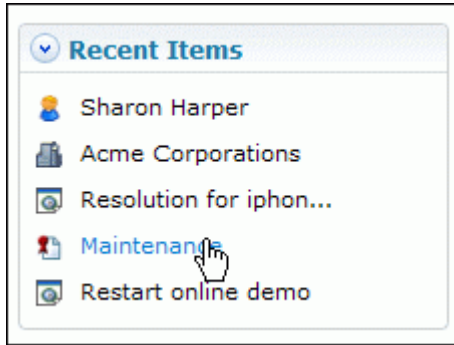 Recent Items
Sharon Harper
Acme Corporations
Resolution for iphon...
Maintenance
Restart online demo